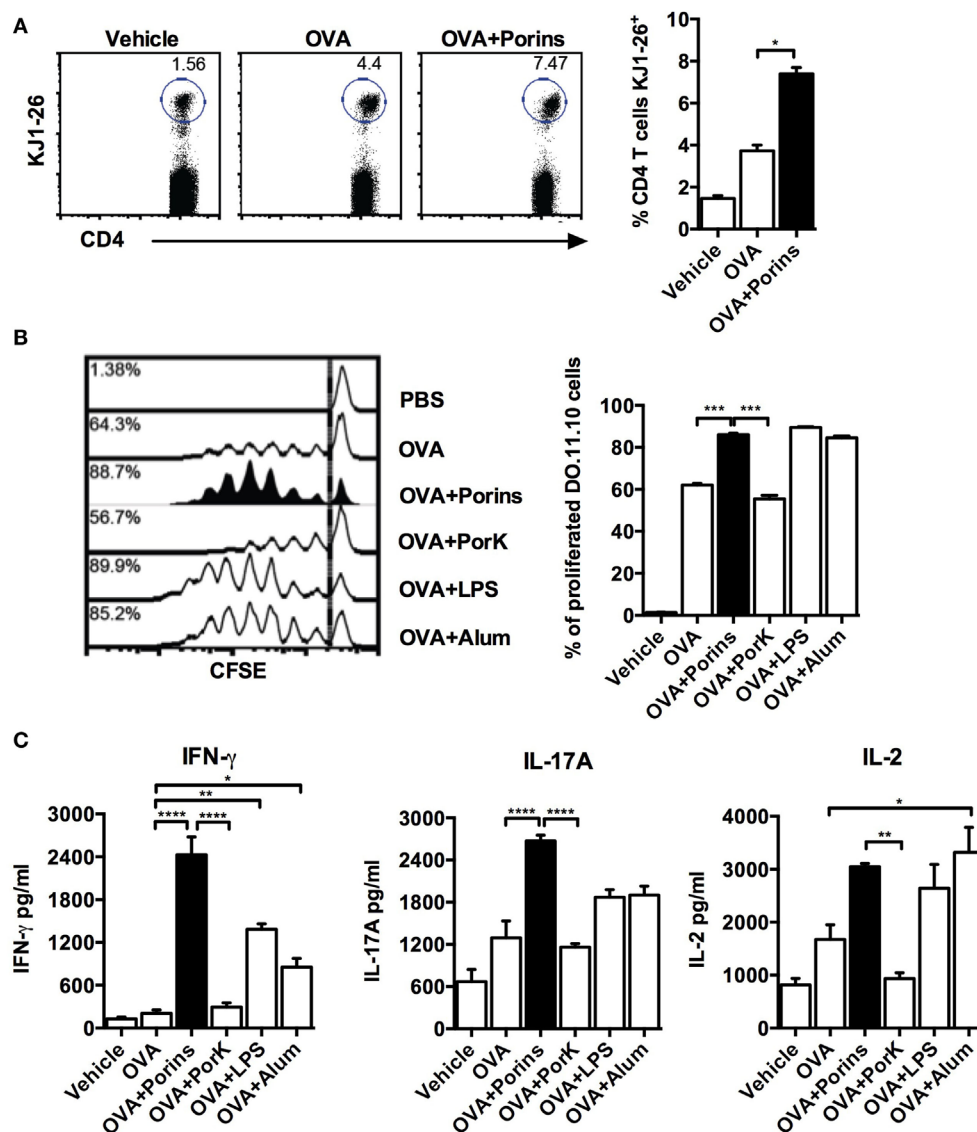 A
Vehicle
OVA
OVA+Porins
1.56
4.4
7.47
KJ1-26
CD4
% CD4 T cells KJ1-26+
10
8
6
4
2
0
*
Vehicle
OVA
OVA+Porins
B
1.38%
PBS
64.3%
OVA
88.7%
OVA+Porins
56.7%
OVA+PorK
89.9%
OVA+LPS
85.2%
OVA+Alum
CFSE
% of proliferated DO.11.10 cells
100
80
60
40
20
0
***
***
Vehicle
OVA
OVA+Porins
OVA+PorK
OVA+LPS
OVA+Alum
C
IFN-γ
IFN-γ pg/ml
3000
2400
1800
1200
600
0
*
**
****
****
Vehicle
OVA
OVA+Porins
OVA+PorK
OVA+LPS
OVA+Alum
IL-17A
IL-17A pg/ml
3000
2400
1800
1200
600
0
****
****
Vehicle
OVA
OVA+Porins
OVA+PorK
OVA+LPS
OVA+Alum
IL-2
IL-2 pg/ml
4000
3000
2000
1000
0
*
**
Vehicle
OVA
OVA+Porins
OVA+PorK
OVA+LPS
OVA+Alum